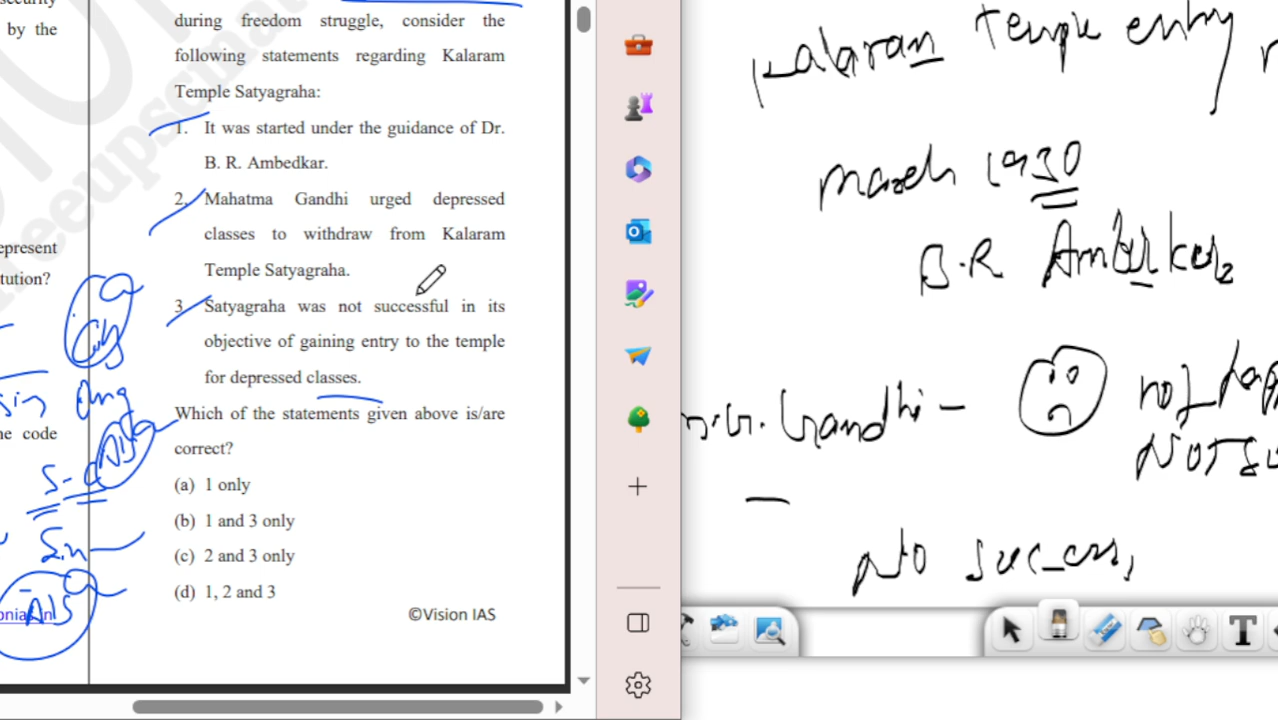 security
by the
epresent
tution?
he code
during freedom struggle, consider the
following statements regarding Kalaram
Temple Satyagraha:
1. It was started under the guidance of Dr.
B. R. Ambedkar.
2. Mahatma Gandhi urged depressed
classes to withdraw from Kalaram
Temple Satyagraha.
3. Satyagraha was not successful in its
objective of gaining entry to the temple
for depressed classes.
Which of the statements given above is/are
correct?
(a) 1 only
(b) 1 and 3 only
(c) 2 and 3 only
(d) 1, 2 and 3
©Vision IAS
Kalaram Temple entry
March 1930
B.R Ambedkar
Gandhi - not
NOT
No success,
T